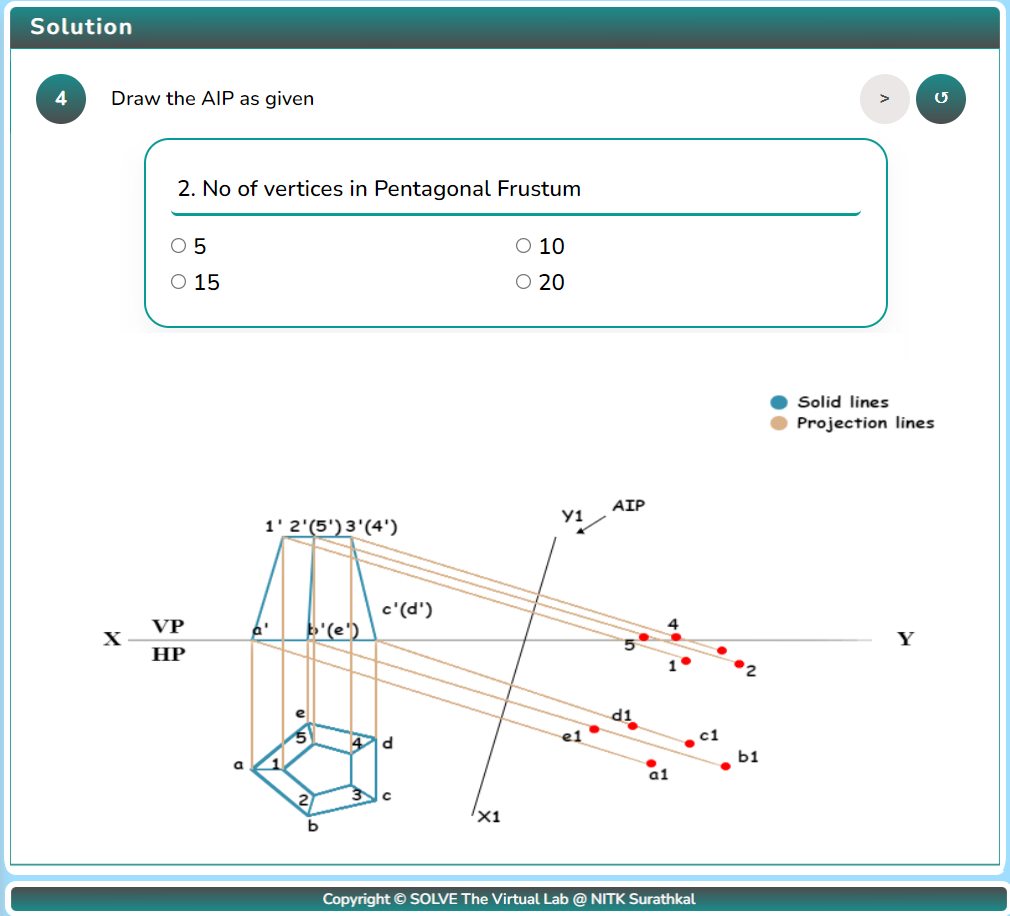 Solution
4 Draw the AIP as given > ↺
2. No of vertices in Pentagonal Frustum
5 10
15 20
Solid lines
Projection lines
AIP
Y1
1' 2'(5') 3'(4')
c'(d')
VP a' b'(e') 4
X Y
HP 5
1 2
e d1
5 4 d e1 c1
a 1 b1
a1
2 3 c
X1
b
Copyright © SOLVE The Virtual Lab @ NITK Surathkal